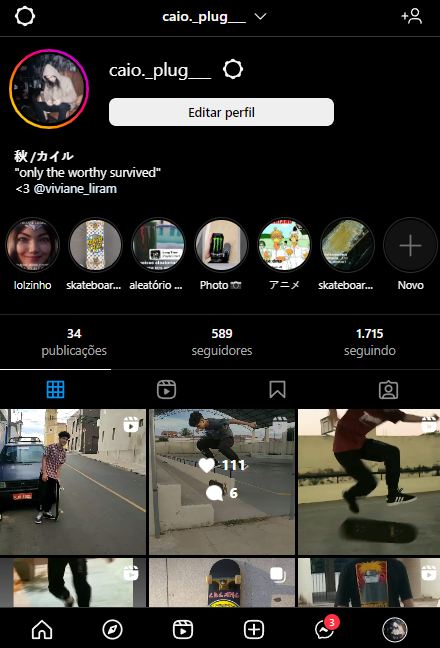 caio._plug___
caio._plug___
Editar perfil
秋 /カイル
"only the worthy survived"
<3 @viviane_liram
lolzinho
skateboar...
aleatório ...
Photo 📷
アニメ
skateboar...
Novo
34
publicações
589
seguidores
1.715
seguindo
111
6
3